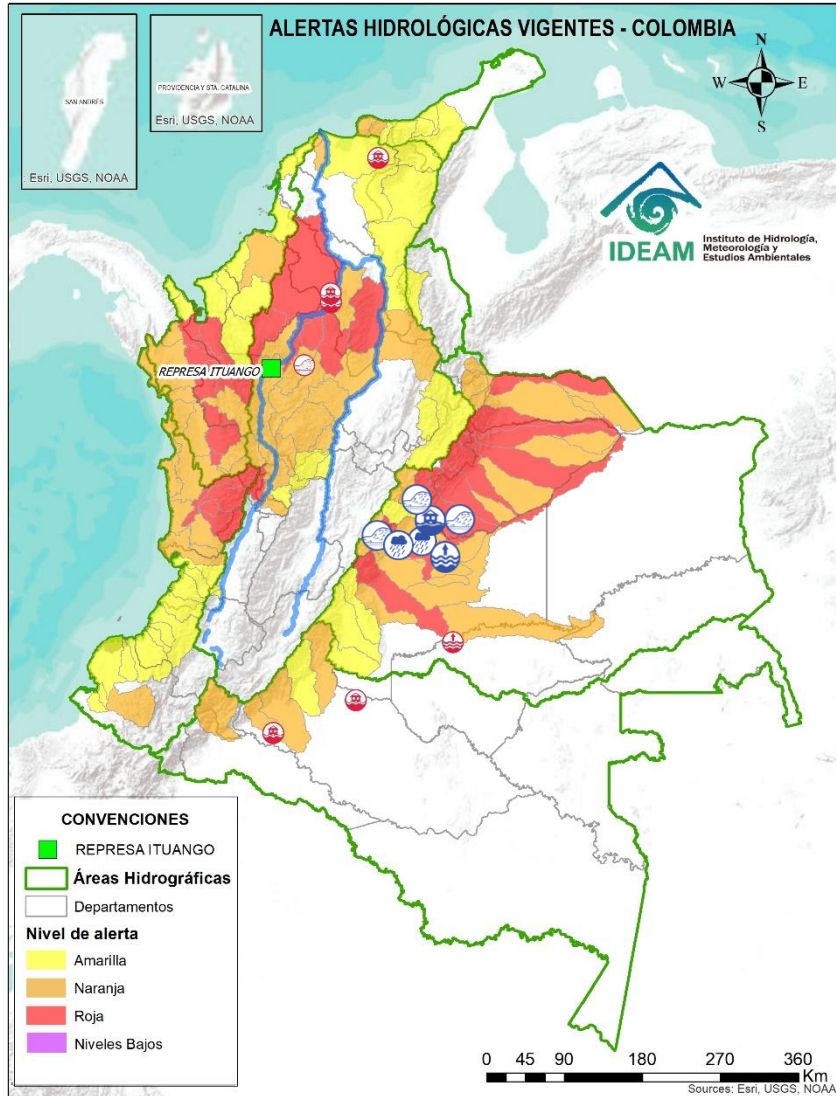 ALERTAS HIDROLÓGICAS VIGENTES - COLOMBIA
SAN ANDRÉS
Esri, USGS, NOAA
PROVIDENCIA Y STA. CATALINA
Esri, USGS, NOAA
N
W
E
S
IDEAM
Instituto de Hidrología,
Meteorología y
Estudios Ambientales
REPRESA ITUANGO
CONVENCIONES
REPRESA ITUANGO
Áreas Hidrográficas
Departamentos
Nivel de alerta
Amarilla
Naranja
Roja
Niveles Bajos
0 45 90 180 270 360
Km
Sources: Esri, USGS, NOAA